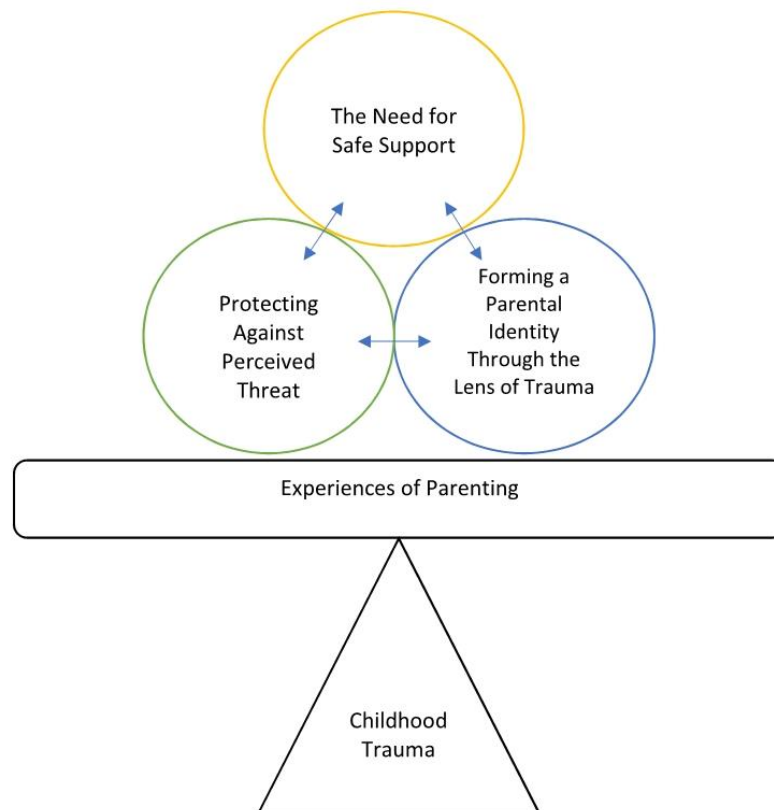 The Need for
Safe Support
Protecting
Against
Perceived
Threat
Forming a
Parental
Identity
Through the
Lens of Trauma
Experiences of Parenting
Childhood
Trauma